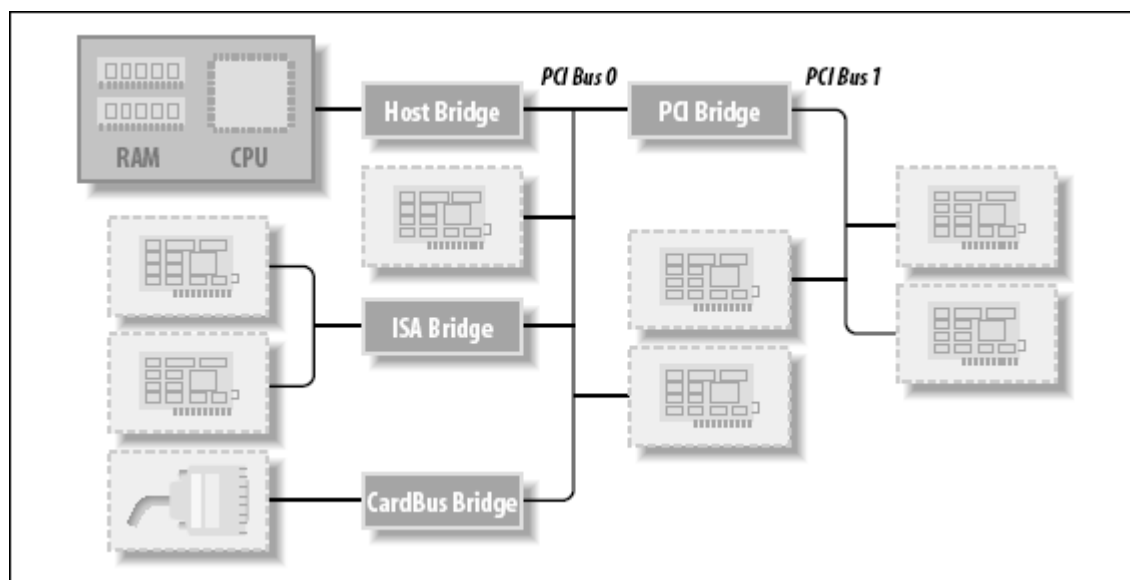 PCI Bus 0
PCI Bus 1
Host Bridge
PCI Bridge
RAM
CPU
ISA Bridge
CardBus Bridge